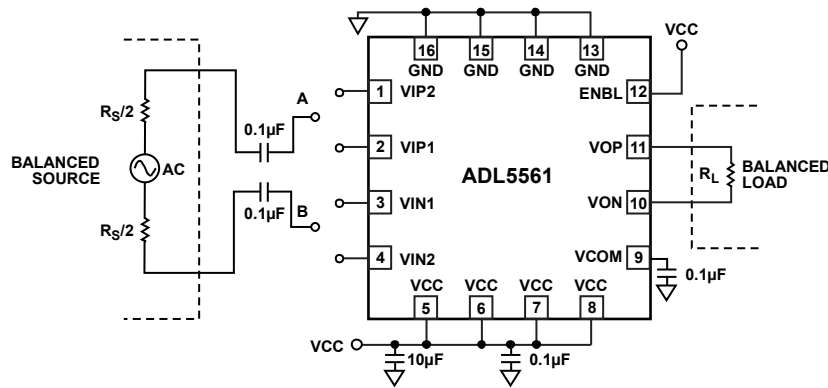 16 15 14 13
GND GND GND GND
VCC
ENBL 12
1 VIP2
A
R_S/2
0.1µF
AC
BALANCED
SOURCE
2 VIP1
VOP 11
ADL5561
R_L
BALANCED
LOAD
3 VIN1
VON 10
0.1µF
B
R_S/2
4 VIN2
VCOM 9
0.1µF
VCC VCC VCC VCC
5 6 7 8
VCC
10µF
0.1µF